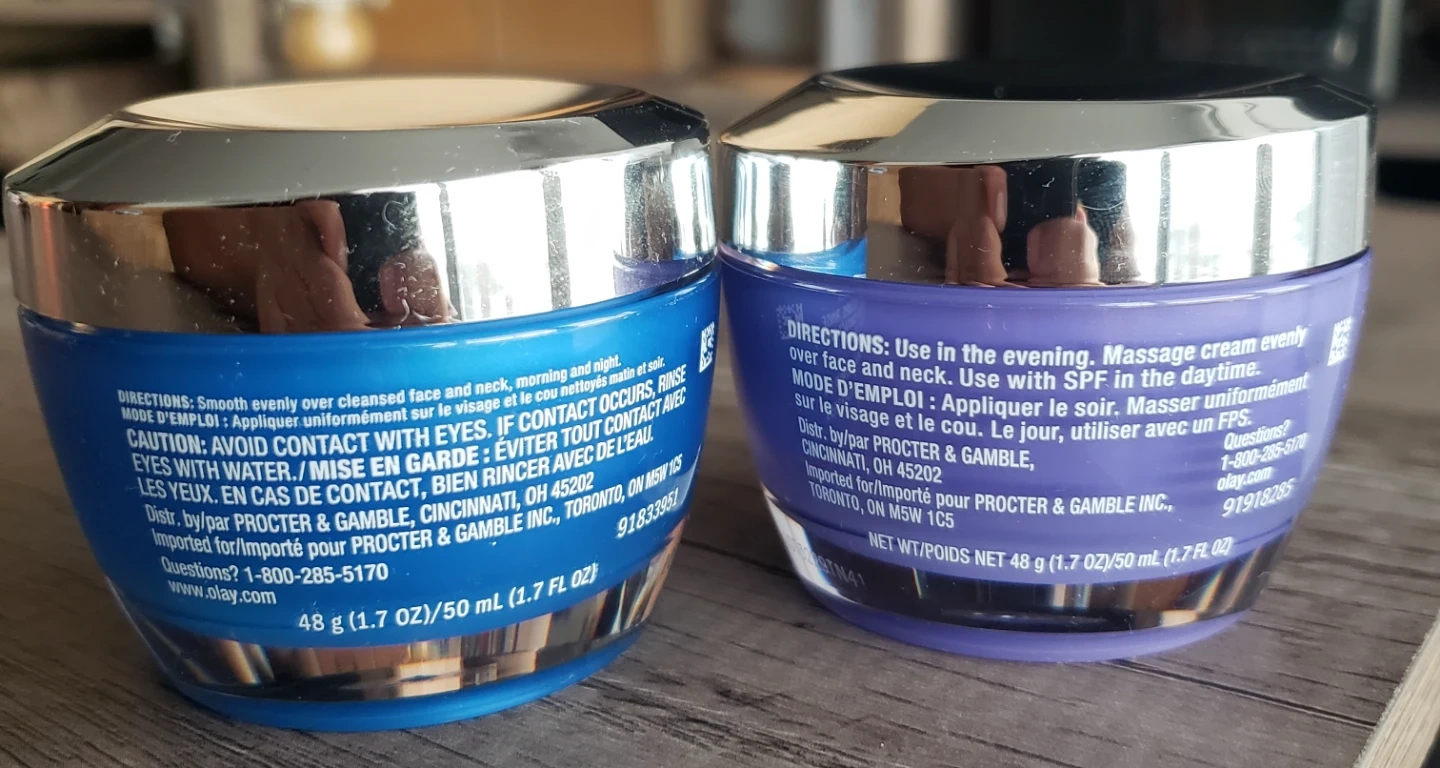 DIRECTIONS: Smooth evenly over cleansed face and neck, morning and night.
MODE D'EMPLOI : Appliquer uniformément sur le visage et le cou nettoyés matin et soir.
CAUTION: AVOID CONTACT WITH EYES. IF CONTACT OCCURS, RINSE
EYES WITH WATER./MISE EN GARDE : ÉVITER TOUT CONTACT AVEC
LES YEUX. EN CAS DE CONTACT, BIEN RINCER AVEC DE L'EAU.
Distr. by/par PROCTER & GAMBLE, CINCINNATI, OH 45202
Imported for/Importé pour PROCTER & GAMBLE INC., TORONTO, ON M5W 1C5
91833951
Questions? 1-800-285-5170
www.olay.com
48 g (1.7 OZ)/50 mL (1.7 FL OZ)
DIRECTIONS: Use in the evening. Massage cream evenly
over face and neck. Use with SPF in the daytime.
MODE D'EMPLOI : Appliquer le soir. Masser uniformément
sur le visage et le cou. Le jour, utiliser avec un FPS.
Distr. by/par PROCTER & GAMBLE,
CINCINNATI, OH 45202
Imported for/Importé pour PROCTER & GAMBLE INC.,
TORONTO, ON M5W 1C5
Questions?
1-800-285-5170
olay.com
91918285
NET WT/POIDS NET 48 g (1.7 OZ)/50 mL (1.7 FL OZ)